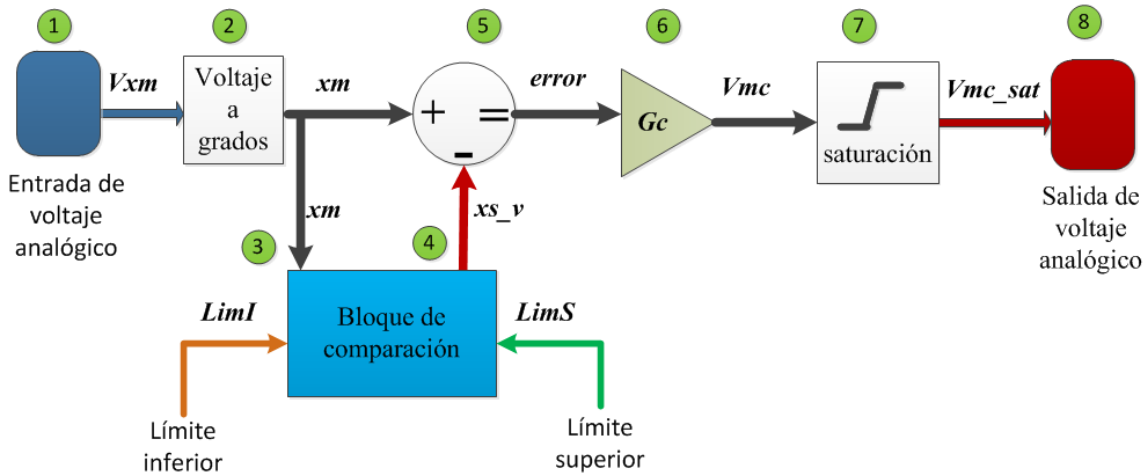 1
2
5
6
7
8
Vxm
Voltaje
a
grados
xm
+ =
-
error
Gc
Vmc
saturación
Vmc_sat
Entrada de
voltaje
analógico
Salida de
voltaje
analógico
xm
xs_v
3
4
LimI
Bloque de
comparación
LimS
Límite
inferior
Límite
superior